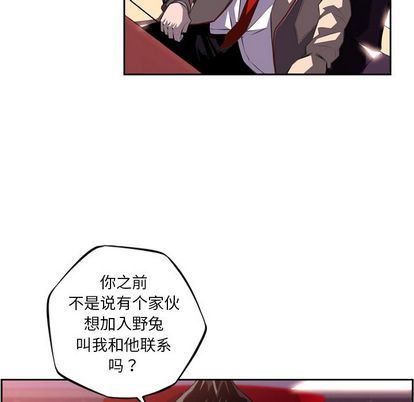 你之前
不是说有个家伙
想加入野兔
叫我和他联系
吗？